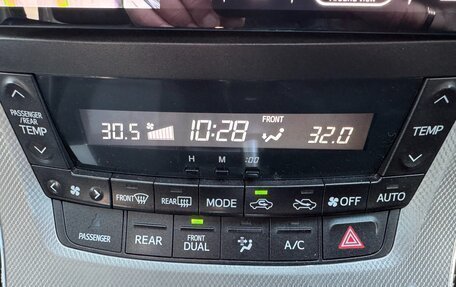 PASSENGER
/REAR
TEMP
30.5 10:28 FRONT 32.0
H M :00
TEMP
FRONT REAR MODE OFF AUTO
PASSENGER REAR FRONT DUAL A/C